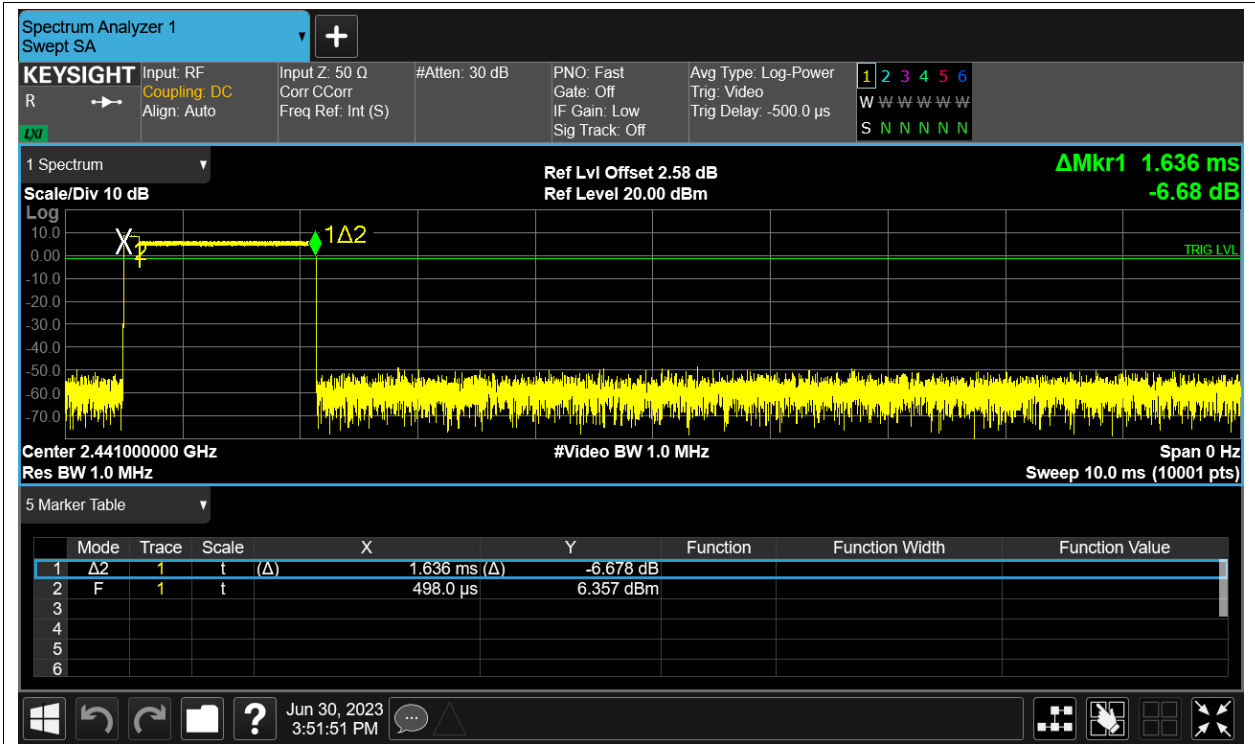 Spectrum Analyzer 1
Swept SA
KEYSIGHT Input: RF Input Z: 50 Ω #Atten: 30 dB PNO: Fast Avg Type: Log-Power 1 2 3 4 5 6
R Coupling: DC Corr CCorr Gate: Off Trig: Video W W W W W W
Align: Auto Freq Ref: Int (S) IF Gain: Low Trig Delay: -500.0 µs
LXI Sig Track: Off S N N N N N
1 Spectrum Ref Lvl Offset 2.58 dB ΔMkr1 1.636 ms
Scale/Div 10 dB Ref Level 20.00 dBm -6.68 dB
Log
10.0 1Δ2
0.00 TRIG LVL
-10.0
-20.0
-30.0
-40.0
-50.0
-60.0
-70.0
Center 2.441000000 GHz #Video BW 1.0 MHz Span 0 Hz
Res BW 1.0 MHz Sweep 10.0 ms (10001 pts)
5 Marker Table
Mode Trace Scale X Y Function Function Width Function Value
1 Δ2 1 t (Δ) 1.636 ms (Δ) -6.678 dB
2 F 1 t 498.0 µs 6.357 dBm
3
4
5
6
? Jun 30, 2023
3:51:51 PM